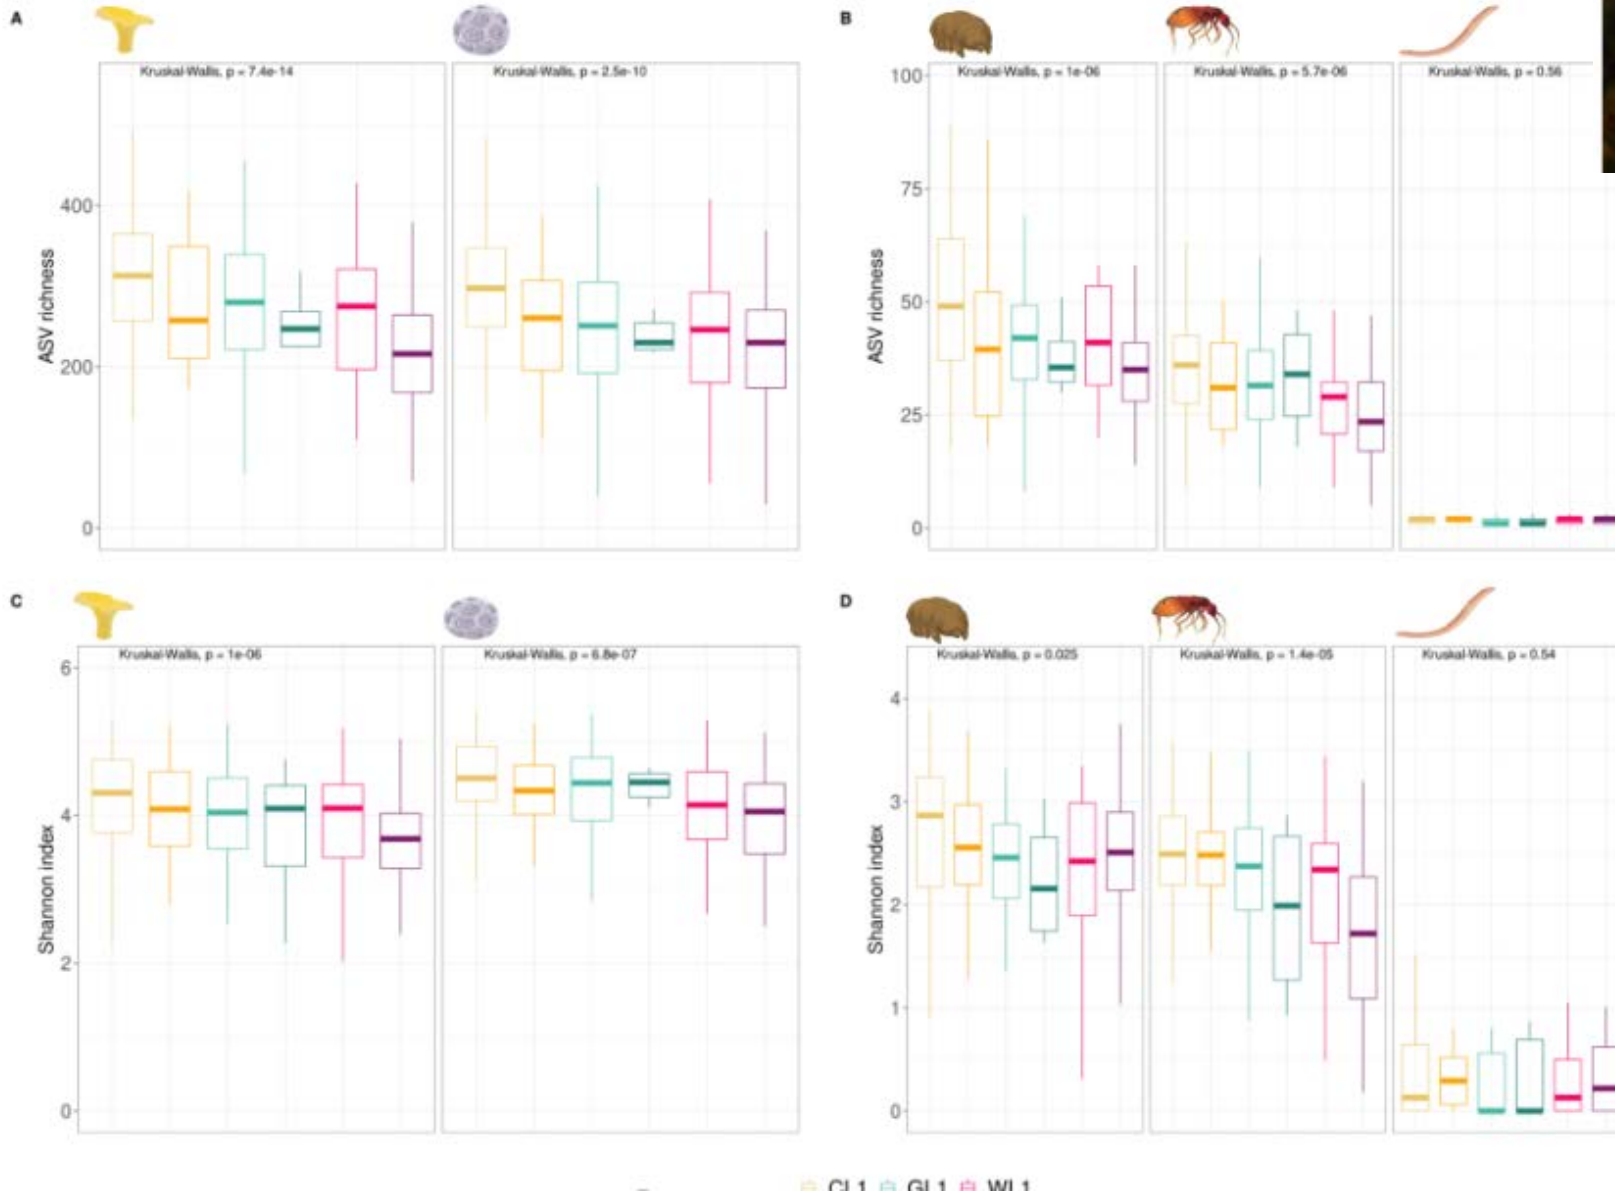 A
B
Kruskal-Wallis, p = 7.4e-14
Kruskal-Wallis, p = 2.5e-10
Kruskal-Wallis, p = 1e-06
Kruskal-Wallis, p = 5.7e-06
Kruskal-Wallis, p = 0.56
ASV richness
400
200
0
ASV richness
100
75
50
25
0
C
D
Kruskal-Wallis, p = 1e-06
Kruskal-Wallis, p = 6.8e-07
Kruskal-Wallis, p = 0.025
Kruskal-Wallis, p = 1.4e-05
Kruskal-Wallis, p = 0.54
Shannon index
6
4
2
0
Shannon index
4
3
2
1
0
CL1 GL1 WL1